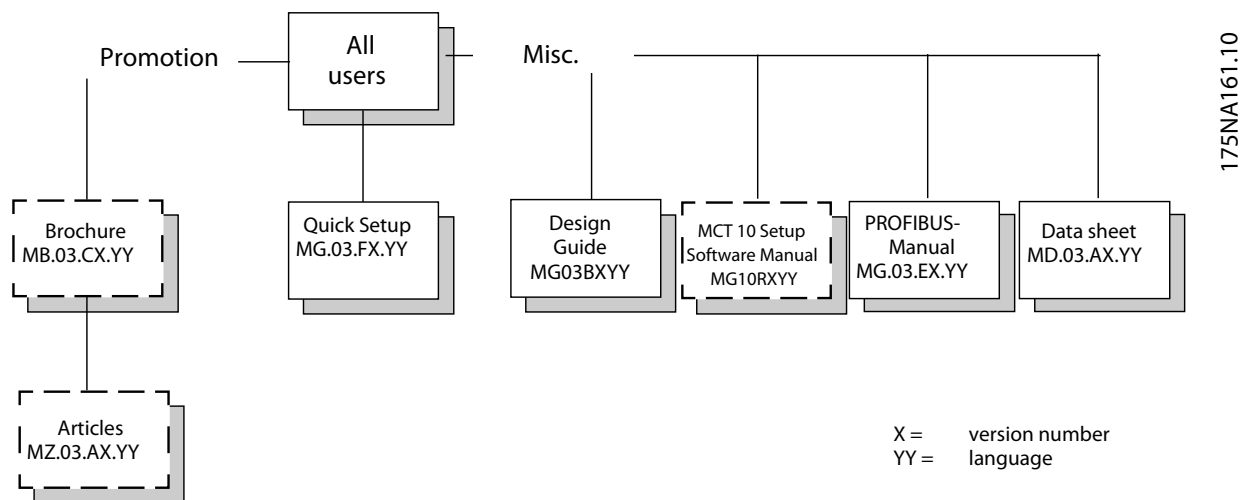 Promotion
All
users
Misc.
175NA161.10
Brochure
MB.03.CX.YY
Quick Setup
MG.03.FX.YY
Design
Guide
MG03BXYY
MCT 10 Setup
Software Manual
MG10RXYY
PROFIBUS-
Manual
MG.03.EX.YY
Data sheet
MD.03.AX.YY
Articles
MZ.03.AX.YY
X = version number
YY = language